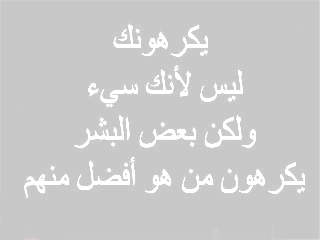 يكرهونك
ليس لأنك سيء
ولكن بعض البشر
يكرهون من هو أفضل منهم